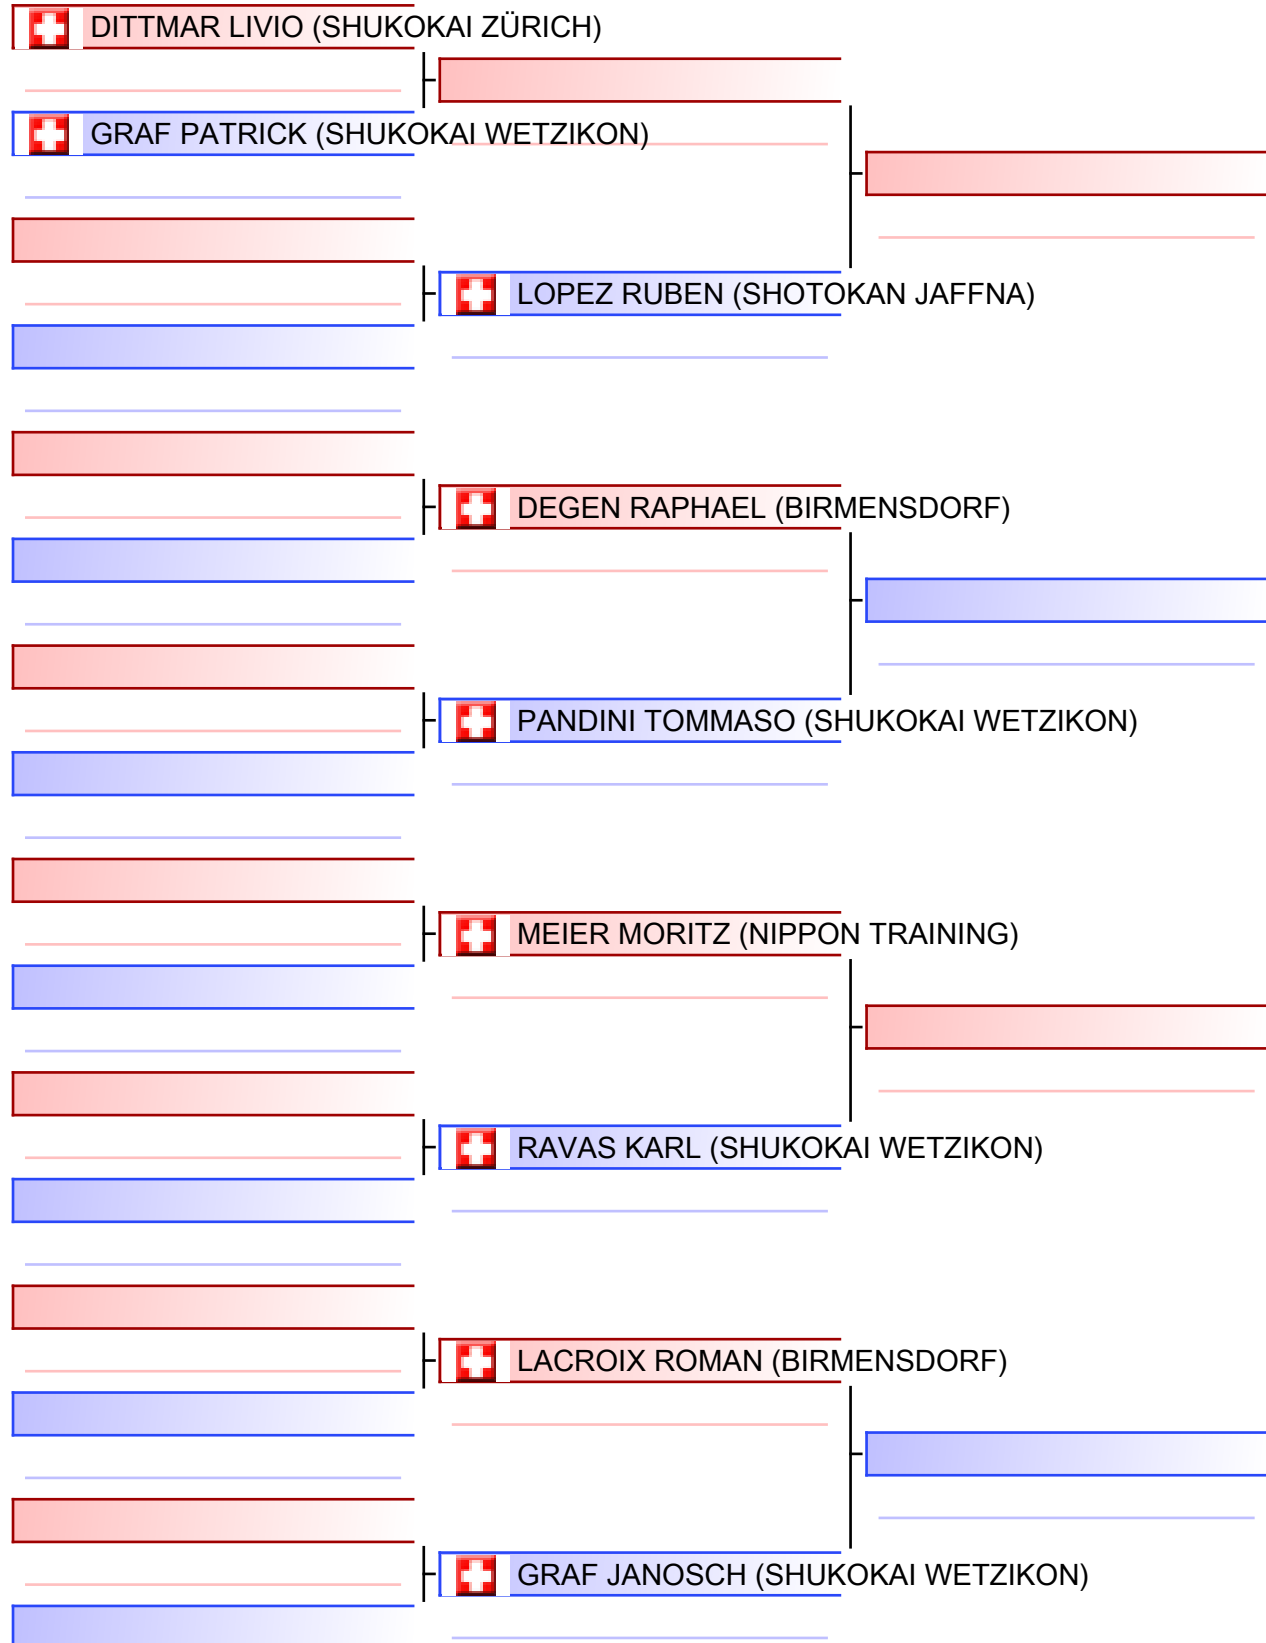 DITTMAR LIVIO (SHUKOKAI ZÜRICH)
GRAF PATRICK (SHUKOKAI WETZIKON)
LOPEZ RUBEN (SHOTOKAN JAFFNA)
DEGEN RAPHAEL (BIRMENSDORF)
PANDINI TOMMASO (SHUKOKAI WETZIKON)
MEIER MORITZ (NIPPON TRAINING)
RAVAS KARL (SHUKOKAI WETZIKON)
LACROIX ROMAN (BIRMENSDORF)
GRAF JANOSCH (SHUKOKAI WETZIKON)